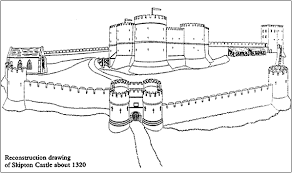 Reconstruction drawing
of Skipton Castle about 1320